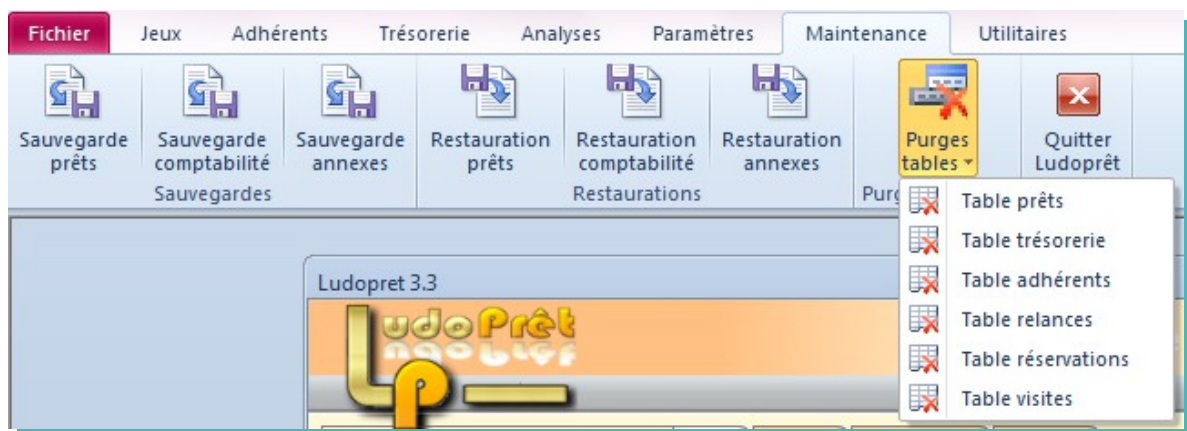 Fichier Jeux Adhérents Trésorerie Analyses Paramètres Maintenance Utilitaires
Sauvegarde Sauvegarde Sauvegarde Restauration Restauration Restauration Purges Quitter
prêts comptabilité annexes prêts comptabilité annexes tables Ludoprêt
Sauvegardes Restaurations
Table prêts
Table trésorerie
Table adhérents
Table relances
Table réservations
Table visites
Ludopret 3.3
LudoPrêt
Lp